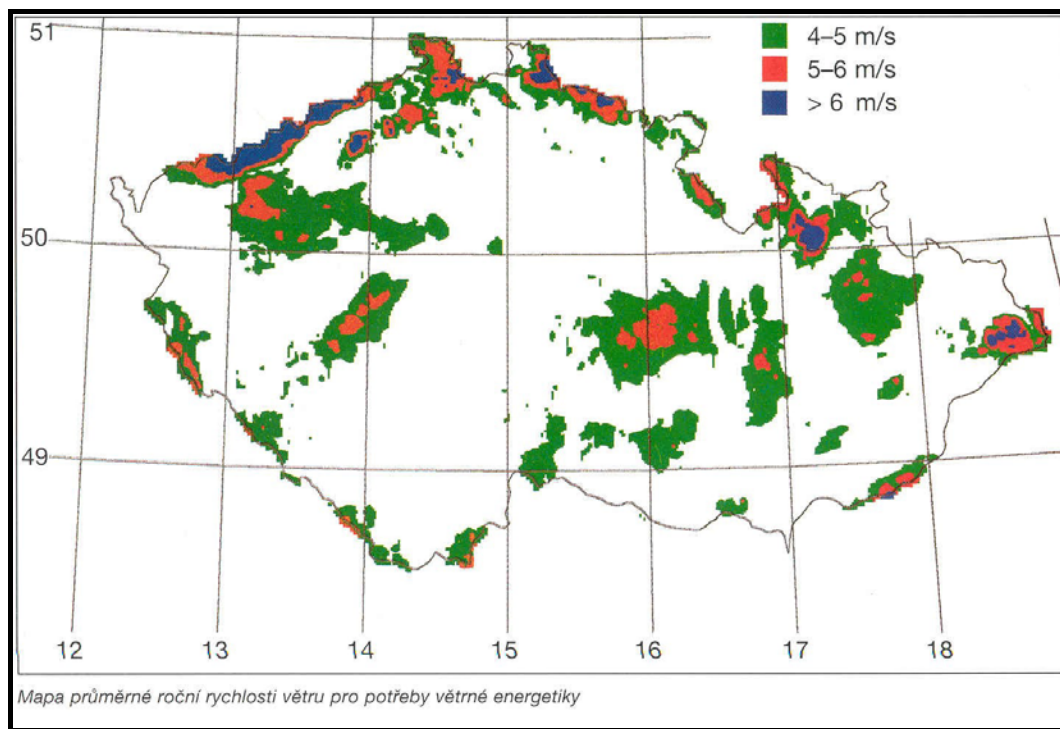 51
4–5 m/s
5–6 m/s
> 6 m/s
50
49
12 13 14 15 16 17 18
Mapa průměrné roční rychlosti větru pro potřeby větrné energetiky